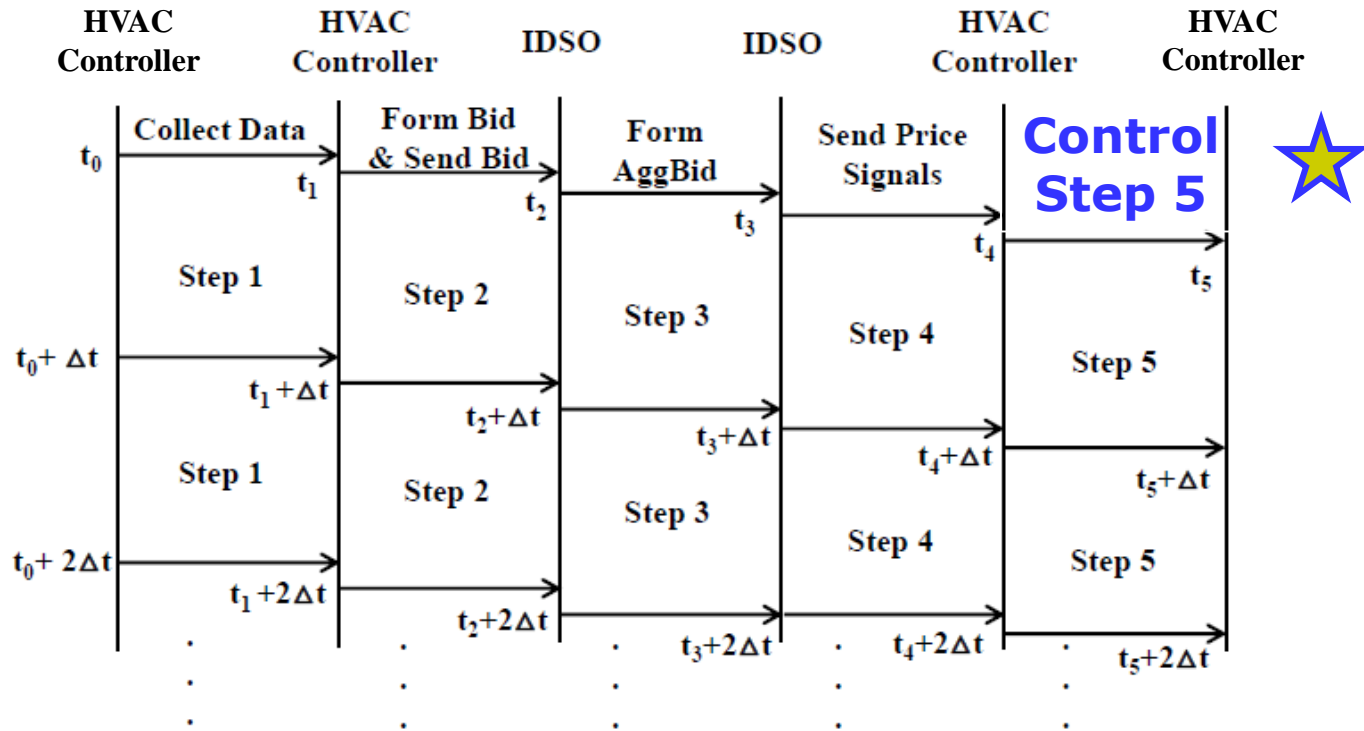 HVAC
Controller
HVAC
Controller
IDSO
IDSO
HVAC
Controller
HVAC
Controller
Collect Data
Form Bid
& Send Bid
Form
AggBid
Send Price
Signals
Control
Step 5
t₀
t₁
t₂
t₃
t₄
t₅
Step 1
Step 2
Step 3
Step 4
Step 5
t₀+ Δt
t₁+Δt
t₂+Δt
t₃+Δt
t₄+Δt
t₅+Δt
Step 1
Step 2
Step 3
Step 4
Step 5
t₀+ 2Δt
t₁+2Δt
t₂+2Δt
t₃+2Δt
t₄+2Δt
t₅+2Δt